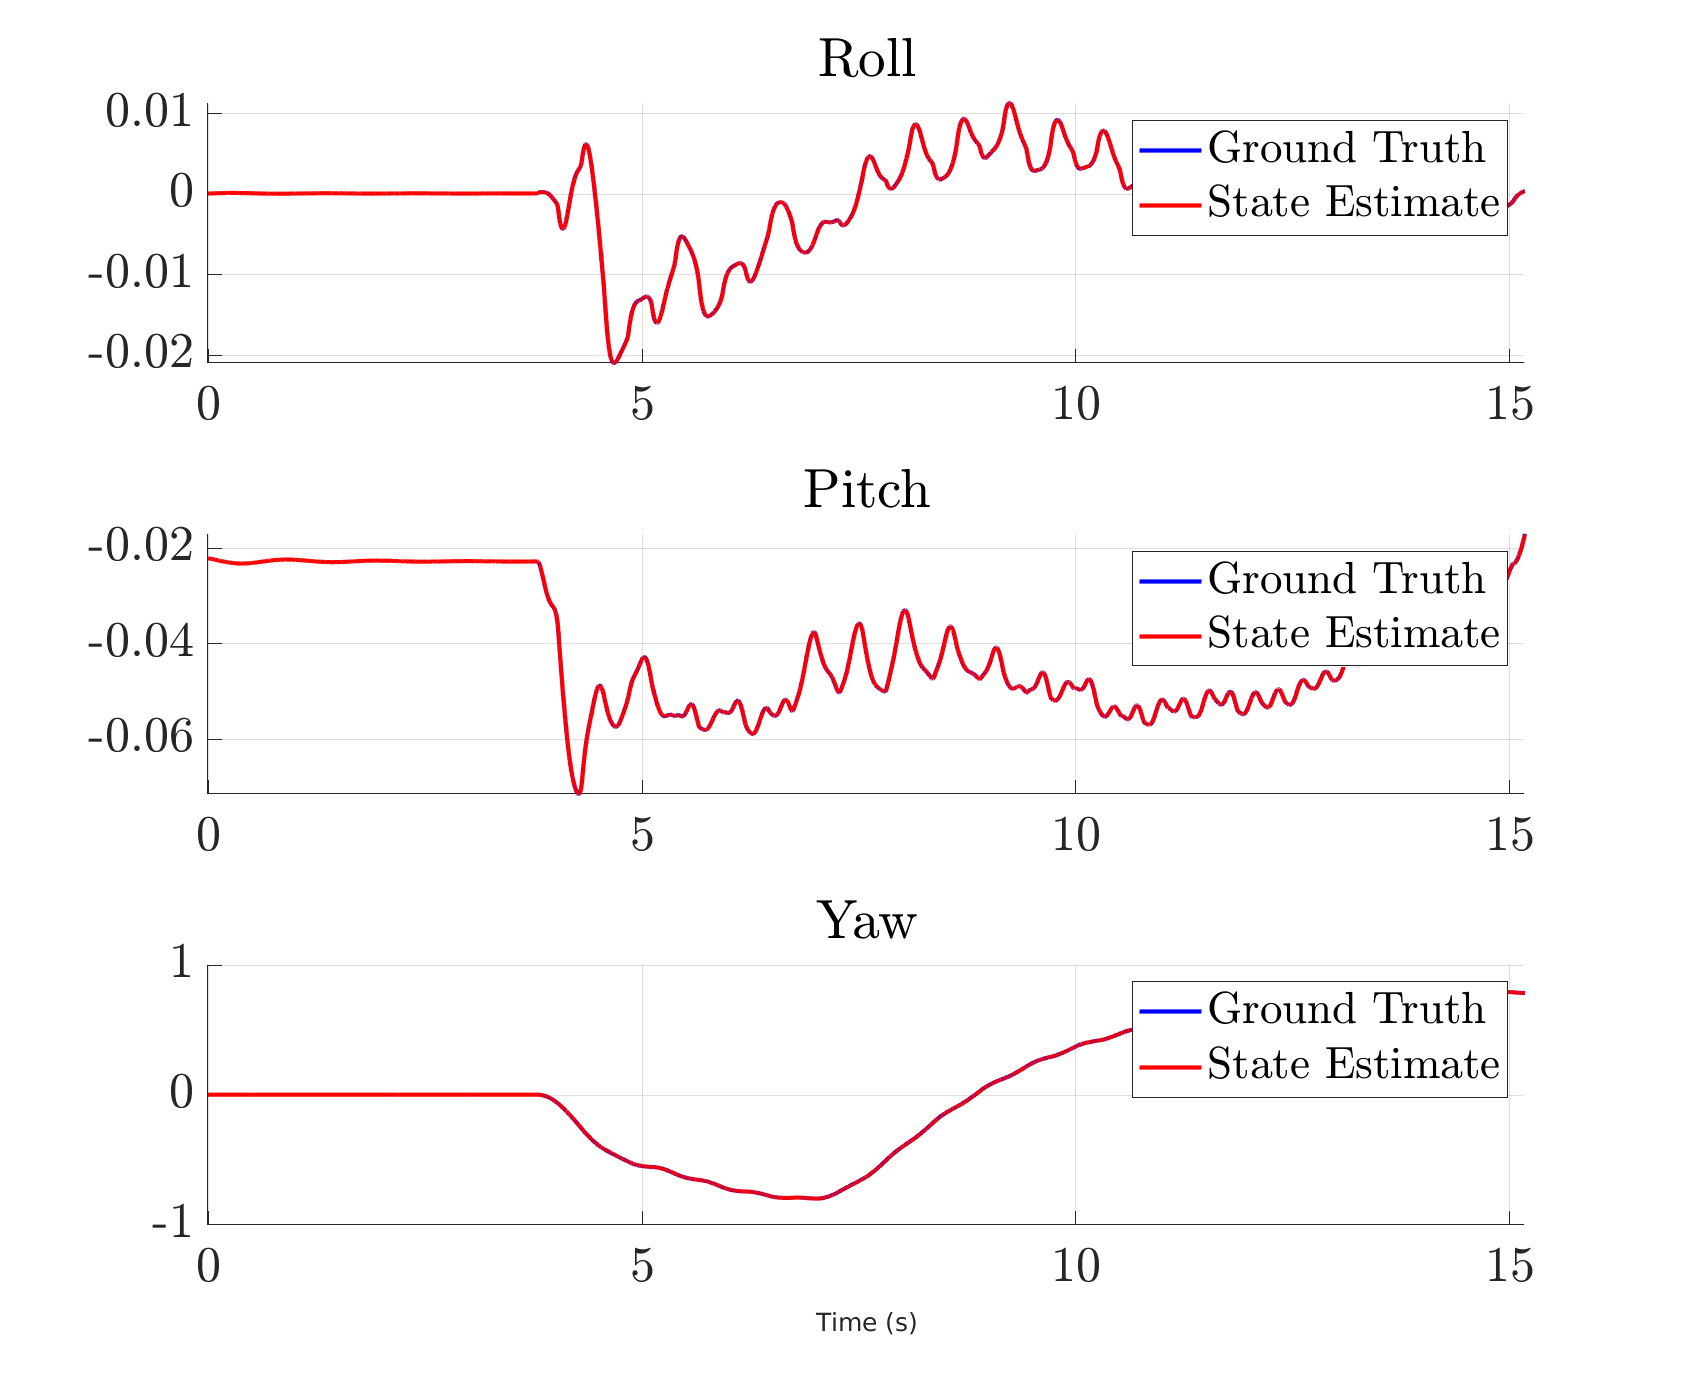 Roll
0.01
0
-0.01
-0.02
Ground Truth
State Estimate
0 5 10 15
Pitch
-0.02
-0.04
-0.06
Ground Truth
State Estimate
0 5 10 15
Yaw
1
0
-1
Ground Truth
State Estimate
0 5 10 15
Time (s)